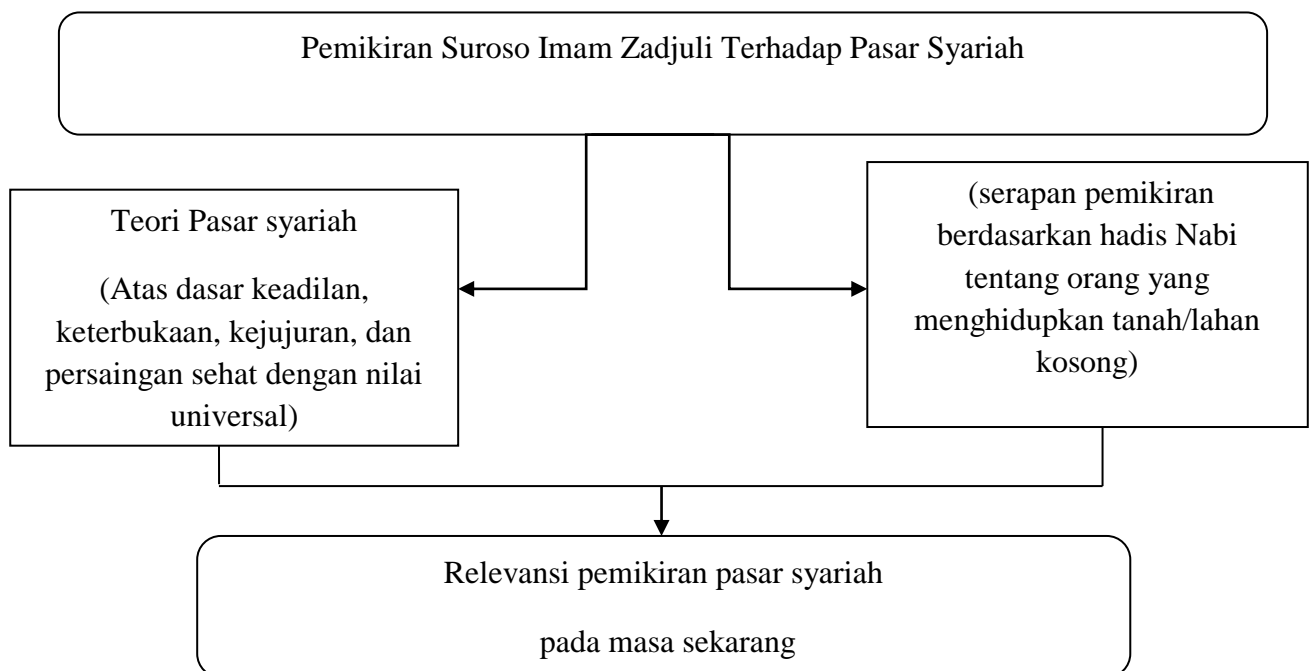 Pemikiran Suroso Imam Zadjuli Terhadap Pasar Syariah
Teori Pasar syariah
(Atas dasar keadilan,
keterbukaan, kejujuran, dan
persaingan sehat dengan nilai
universal)
(serapan pemikiran
berdasarkan hadis Nabi
tentang orang yang
menghidupkan tanah/lahan
kosong)
Relevansi pemikiran pasar syariah
pada masa sekarang